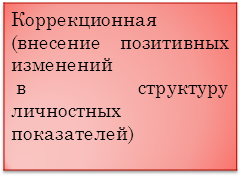 Коррекционная
(внесение позитивных
изменений
в структуру
личностных
показателей)